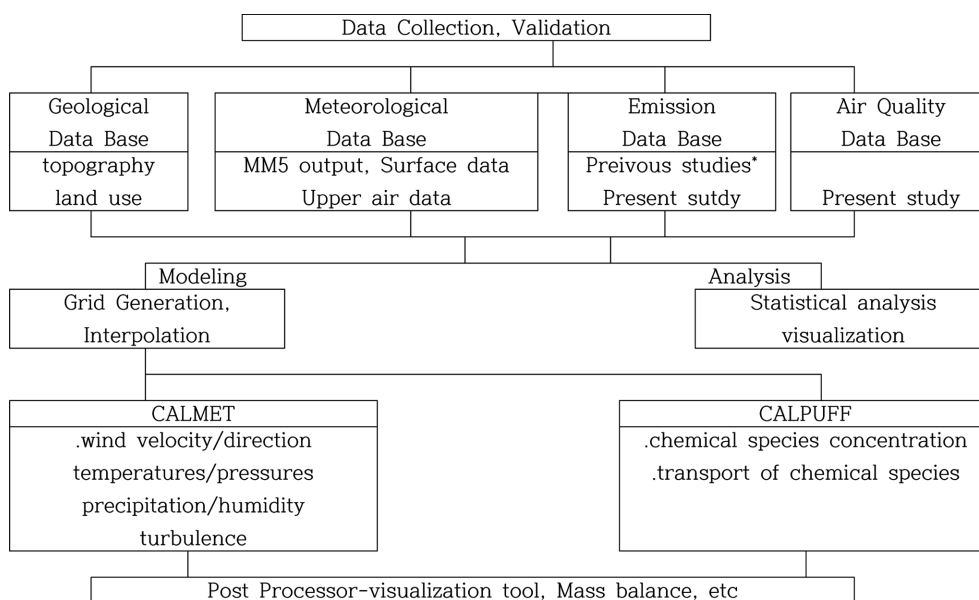 Data Collection, Validation
Geological
Data Base
topography
land use
Meteorological
Data Base
MM5 output, Surface data
Upper air data
Emission
Data Base
Preivous studies*
Present sutdy
Air Quality
Data Base
Present study
Modeling
Analysis
Grid Generation,
Interpolation
Statistical analysis
visualization
CALMET
.wind velocity/direction
temperatures/pressures
precipitation/humidity
turbulence
CALPUFF
.chemical species concentration
.transport of chemical species
Post Processor-visualization tool, Mass balance, etc